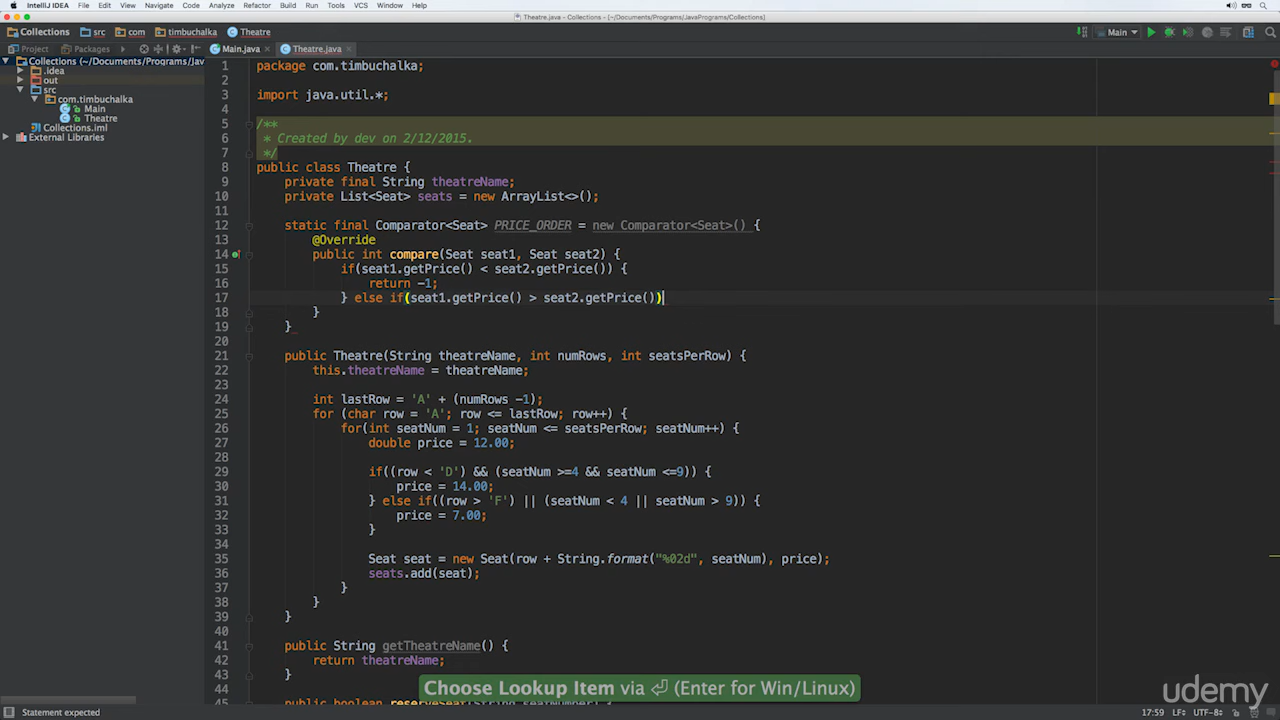 IntelliJ IDEA File Edit View Navigate Code Analyze Refactor Build Run Tools VCS Window Help
Theatre.java - Collections - [~/Documents/Programs/JavaPrograms/Collections]
Collections src com timbuchalka Theatre Main
Project Packages Main.java Theatre.java
Collections (~/Documents/Programs/Jav
.idea
out
src
com.timbuchalka
Main
Theatre
Collections.iml
External Libraries
1 package com.timbuchalka;
2
3 import java.util.*;
4
5 /**
6 * Created by dev on 2/12/2015.
7 */
8 public class Theatre {
9 private final String theatreName;
10 private List<Seat> seats = new ArrayList<>();
11
12 static final Comparator<Seat> PRICE_ORDER = new Comparator<Seat>() {
13 @Override
14 public int compare(Seat seat1, Seat seat2) {
15 if(seat1.getPrice() < seat2.getPrice()) {
16 return -1;
17 } else if(seat1.getPrice() > seat2.getPrice())
18 }
19 }
20
21 public Theatre(String theatreName, int numRows, int seatsPerRow) {
22 this.theatreName = theatreName;
23
24 int lastRow = 'A' + (numRows -1);
25 for (char row = 'A'; row <= lastRow; row++) {
26 for(int seatNum = 1; seatNum <= seatsPerRow; seatNum++) {
27 double price = 12.00;
28
29 if((row < 'D') && (seatNum >=4 && seatNum <=9)) {
30 price = 14.00;
31 } else if((row > 'F') || (seatNum < 4 || seatNum > 9)) {
32 price = 7.00;
33 }
34
35 Seat seat = new Seat(row + String.format("%02d", seatNum), price);
36 seats.add(seat);
37 }
38 }
39 }
40
41 public String getTheatreName() {
42 return theatreName;
43 }
44
Choose Lookup Item via ⏎ (Enter for Win/Linux)
udemy
Statement expected 17:59 LF÷ UTF-8÷